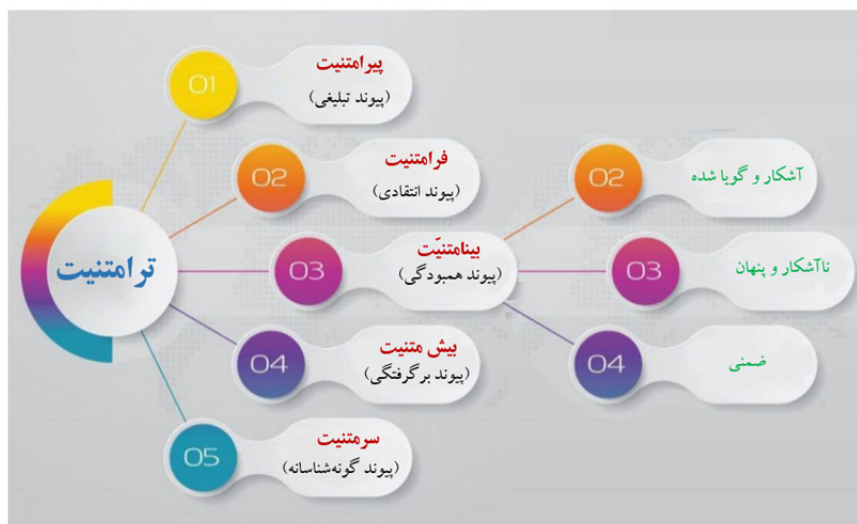 ترامتنیت
01
پیرامتنیت
(پیوند تبلیغی)
02
فرامتنیت
(پیوند انتقادی)
03
بینامتنیّت
(پیوند همبودگی)
04
بیش متنیت
(پیوند برگرفتگی)
05
سرمتنیت
(پیوند گونه‌شناسانه)
02
آشکار و گویا شده
03
ناآشکار و پنهان
04
ضمنی